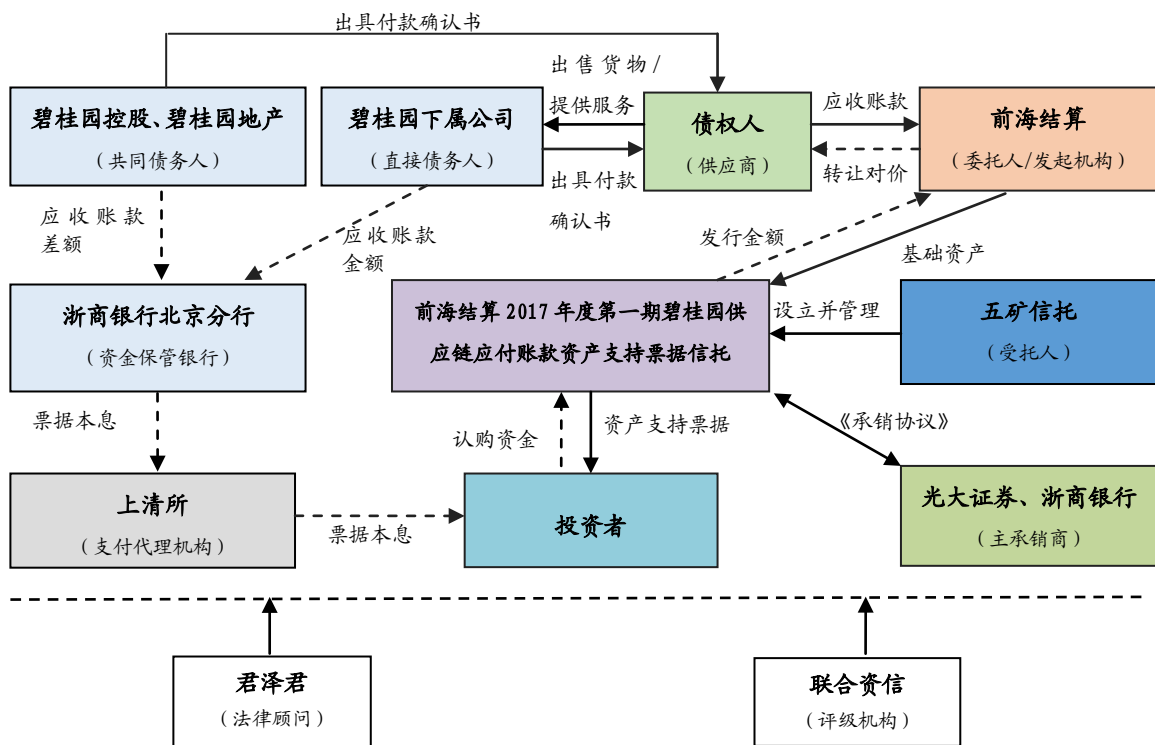 出具付款确认书
出售货物/
提供服务
碧桂园控股、碧桂园地产
（共同债务人）
碧桂园下属公司
（直接债务人）
债权人
（供应商）
应收账款
转让对价
前海结算
（委托人/发起机构）
出具付款
确认书
应收账款
差额
应收账款
金额
发行金额
基础资产
浙商银行北京分行
（资金保管银行）
前海结算 2017 年度第一期碧桂园供
应链应付账款资产支持票据信托
设立并管理
五矿信托
（受托人）
票据本息
认购资金
资产支持票据
《承销协议》
上清所
（支付代理机构）
票据本息
投资者
光大证券、浙商银行
（主承销商）
君泽君
（法律顾问）
联合资信
（评级机构）